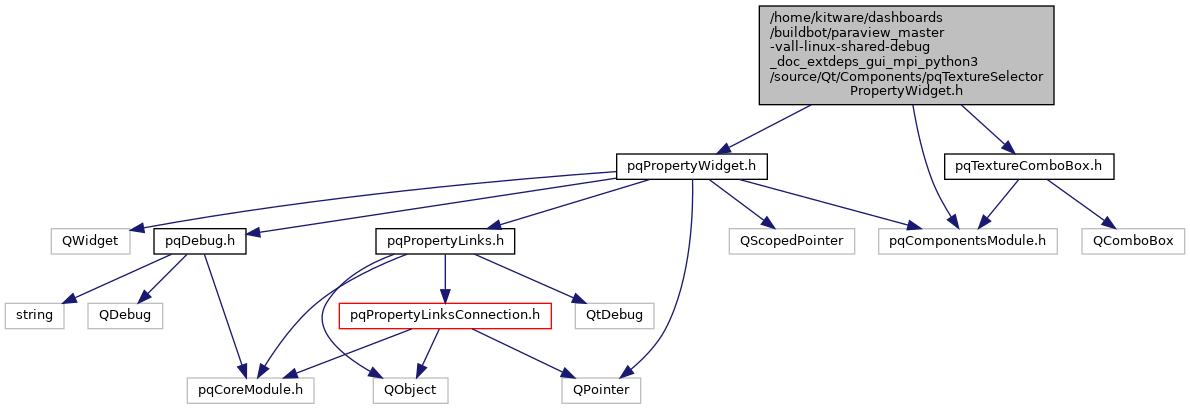 /home/kitware/dashboards
/buildbot/paraview_master
-vall-linux-shared-debug
_doc_extdeps_gui_mpi_python3
/source/Qt/Components/pqTextureSelector
PropertyWidget.h
pqPropertyWidget.h
pqTextureComboBox.h
QWidget
pqDebug.h
pqPropertyLinks.h
QScopedPointer
pqComponentsModule.h
QComboBox
string
QDebug
pqPropertyLinksConnection.h
QtDebug
pqCoreModule.h
QObject
QPointer